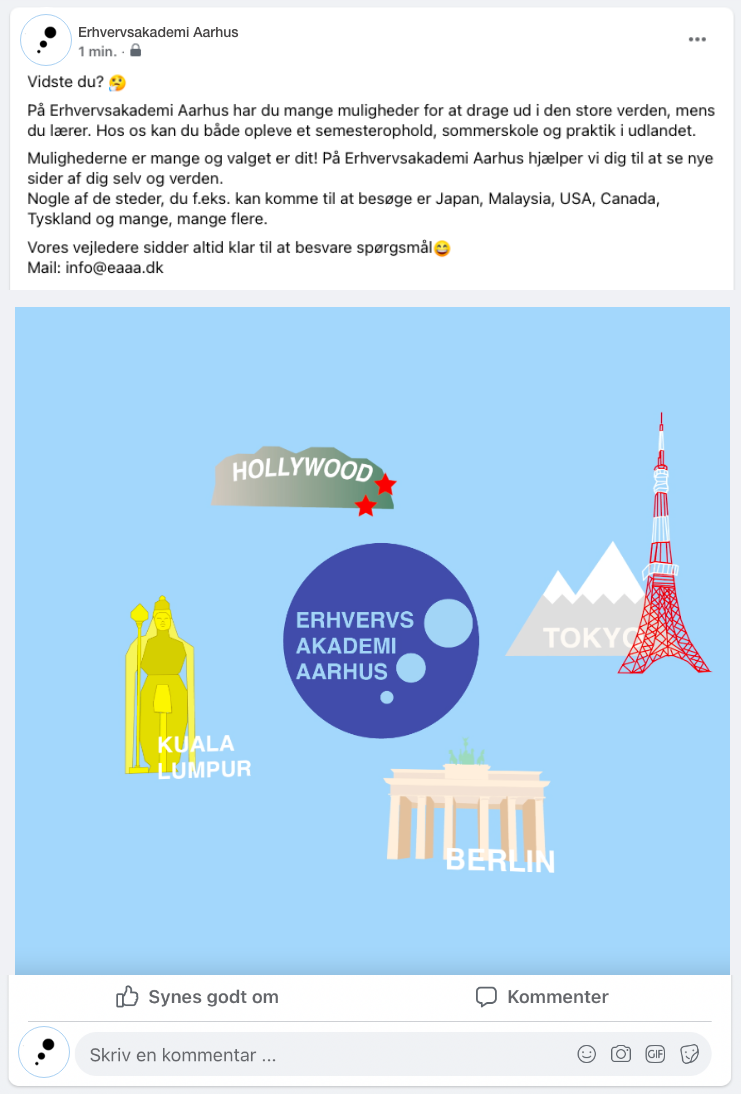 Erhvervsakademi Aarhus
1 min. ·
Vidste du? 🤔
På Erhvervsakademi Aarhus har du mange muligheder for at drage ud i den store verden, mens
du lærer. Hos os kan du både opleve et semesterophold, sommerskole og praktik i udlandet.
Mulighederne er mange og valget er dit! På Erhvervsakademi Aarhus hjælper vi dig til at se nye
sider af dig selv og verden.
Nogle af de steder, du f.eks. kan komme til at besøge er Japan, Malaysia, USA, Canada,
Tyskland og mange, mange flere.
Vores vejledere sidder altid klar til at besvare spørgsmål😄
Mail: info@eaaa.dk
HOLLYWOOD
ERHVERVS
AKADEMI
AARHUS
TOKYO
KUALA
LUMPUR
BERLIN
Synes godt om
Kommenter
Skriv en kommentar ...
GIF